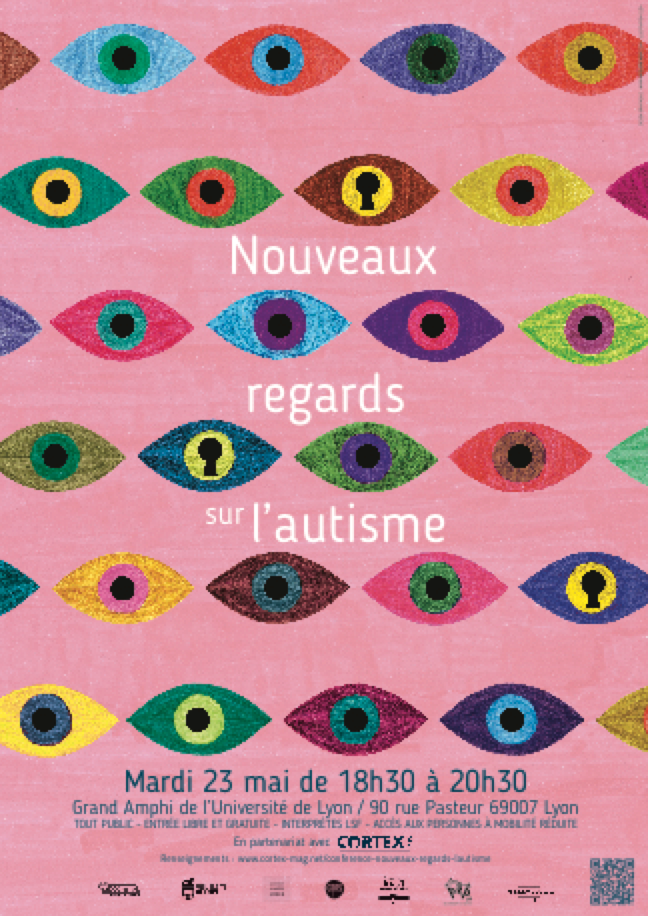 Nouveaux
regards
sur l'autisme
Mardi 23 mai de 18h30 à 20h30
Grand Amphi de l'Université de Lyon / 90 rue Pasteur 69007 Lyon
TOUT PUBLIC - ENTRÉE LIBRE ET GRATUITE - INTERPRÈTES LSF - ACCÈS AUX PERSONNES À MOBILITÉ RÉDUITE
En partenariat avec CORTEX
Renseignements : www.cortex-mag.net/conference-nouveaux-regards-lautisme